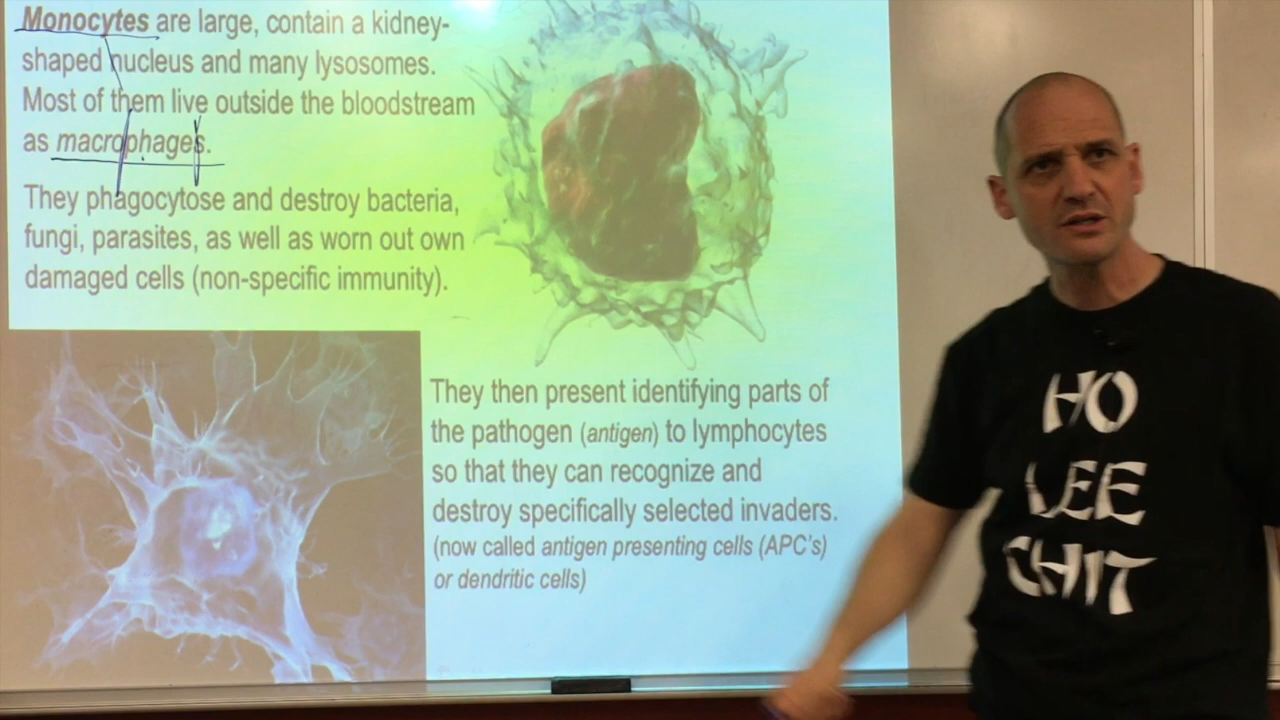 Monocytes are large, contain a kidney-
shaped nucleus and many lysosomes.
Most of them live outside the bloodstream
as macrophages.
They phagocytose and destroy bacteria,
fungi, parasites, as well as worn out own
damaged cells (non-specific immunity).
They then present identifying parts of
the pathogen (antigen) to lymphocytes
so that they can recognize and
destroy specifically selected invaders.
(now called antigen presenting cells (APC's)
or dendritic cells)
HO
LEE
CHIT